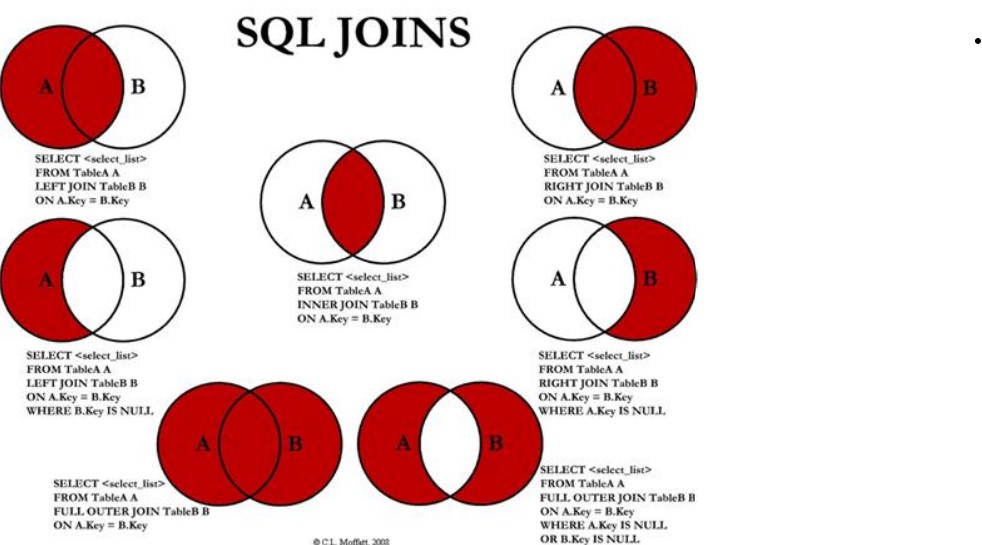 SQL JOINS
A B
SELECT <select_list>
FROM TableA A
LEFT JOIN TableB B
ON A.Key = B.Key
A B
SELECT <select_list>
FROM TableA A
RIGHT JOIN TableB B
ON A.Key = B.Key
A B
SELECT <select_list>
FROM TableA A
INNER JOIN TableB B
ON A.Key = B.Key
A B
SELECT <select_list>
FROM TableA A
LEFT JOIN TableB B
ON A.Key = B.Key
WHERE B.Key IS NULL
A B
SELECT <select_list>
FROM TableA A
RIGHT JOIN TableB B
ON A.Key = B.Key
WHERE A.Key IS NULL
A B
SELECT <select_list>
FROM TableA A
FULL OUTER JOIN TableB B
ON A.Key = B.Key
A B
SELECT <select_list>
FROM TableA A
FULL OUTER JOIN TableB B
ON A.Key = B.Key
WHERE A.Key IS NULL
OR B.Key IS NULL
© C.L. Moffatt, 2008